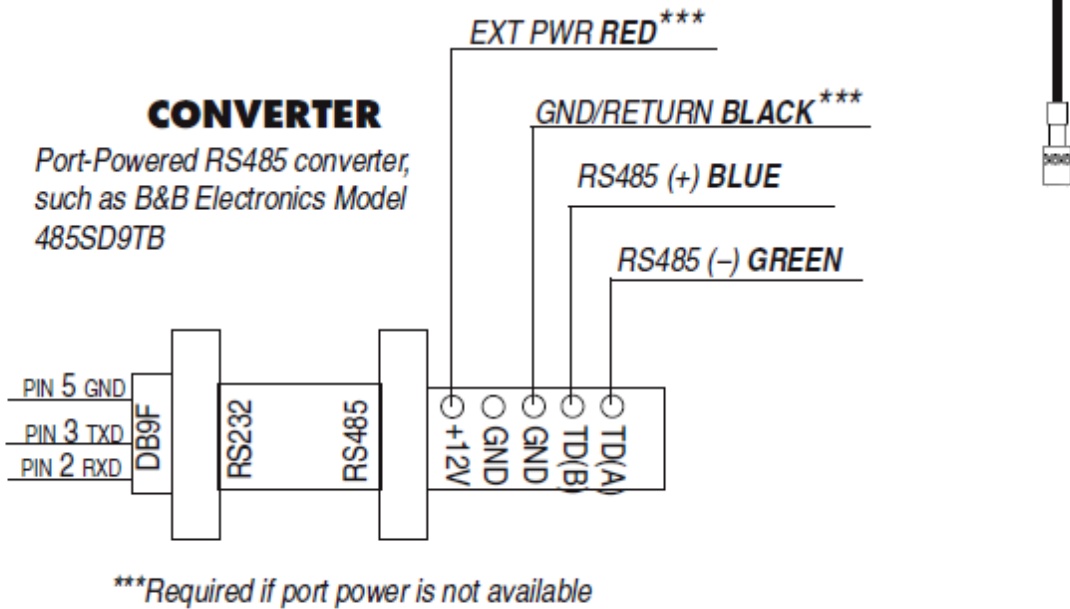 EXT PWR RED***
GND/RETURN BLACK***
CONVERTER
Port-Powered RS485 converter,
such as B&B Electronics Model
485SD9TB
RS485 (+) BLUE
RS485 (–) GREEN
PIN 5 GND
PIN 3 TXD
PIN 2 RXD
DB9F
RS232
RS485
+12V
GND
GND
TD(B)
TD(A)
***Required if port power is not available